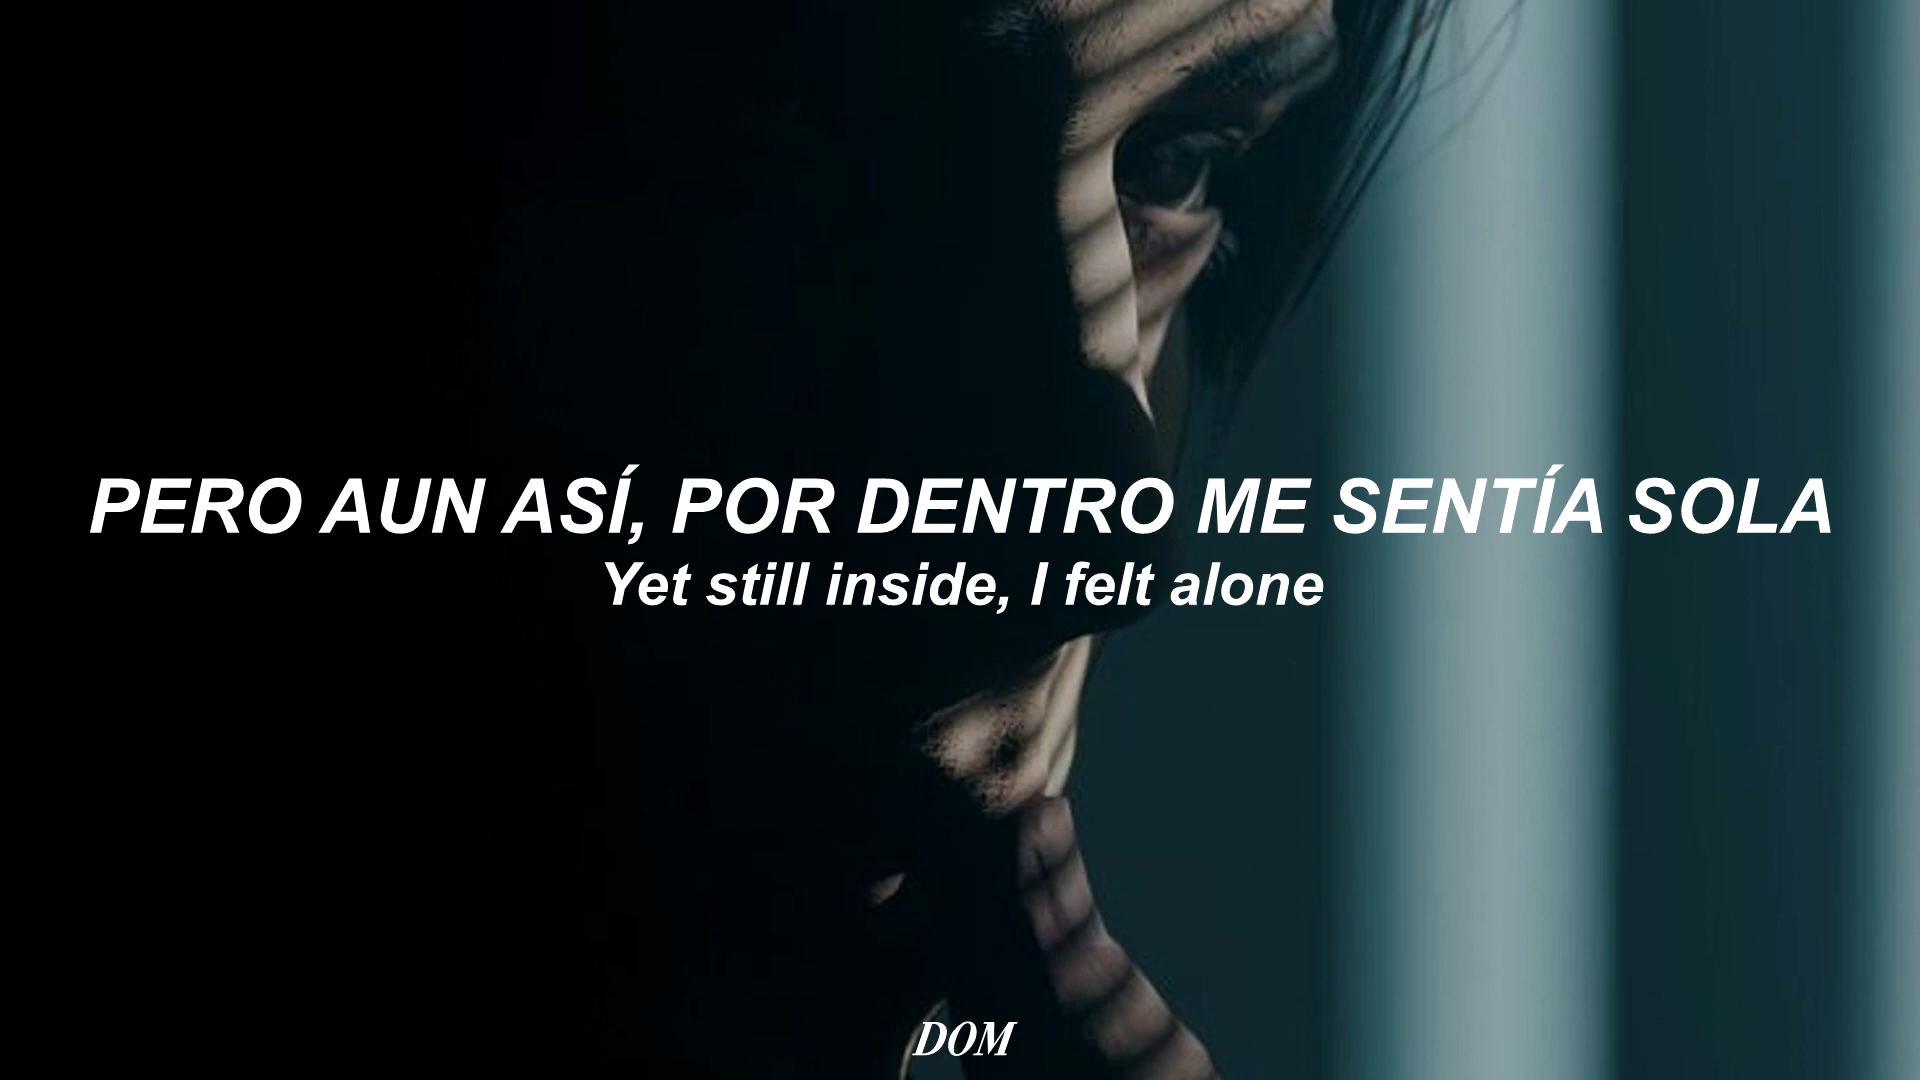 PERO AUN ASÍ, POR DENTRO ME SENTÍA SOLA
Yet still inside, I felt alone
DOM